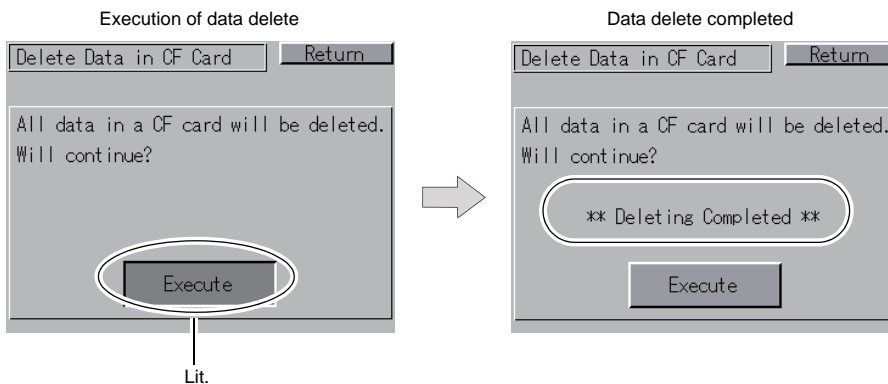 Execution of data delete
Delete Data in CF Card
Return
All data in a CF card will be deleted.
Will continue?
Execute
Lit.
Data delete completed
Delete Data in CF Card
Return
All data in a CF card will be deleted.
Will continue?
** Deleting Completed **
Execute